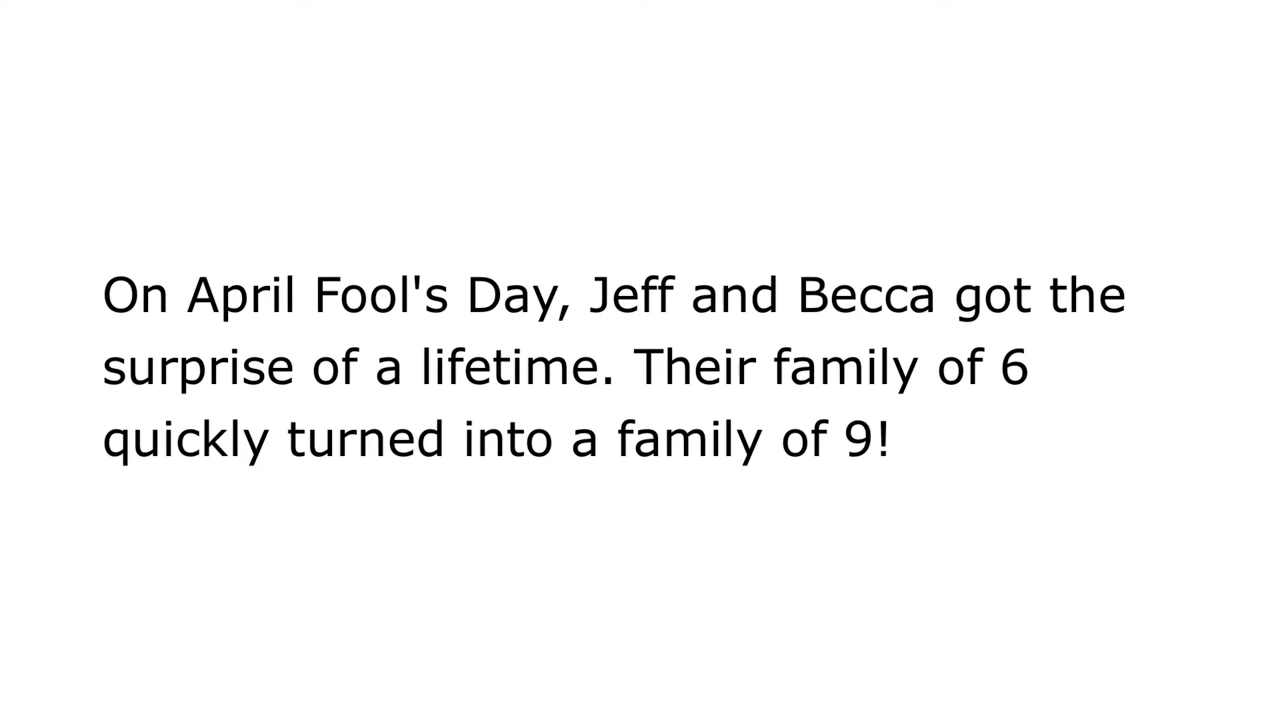 On April Fool's Day, Jeff and Becca got the
surprise of a lifetime. Their family of 6
quickly turned into a family of 9!